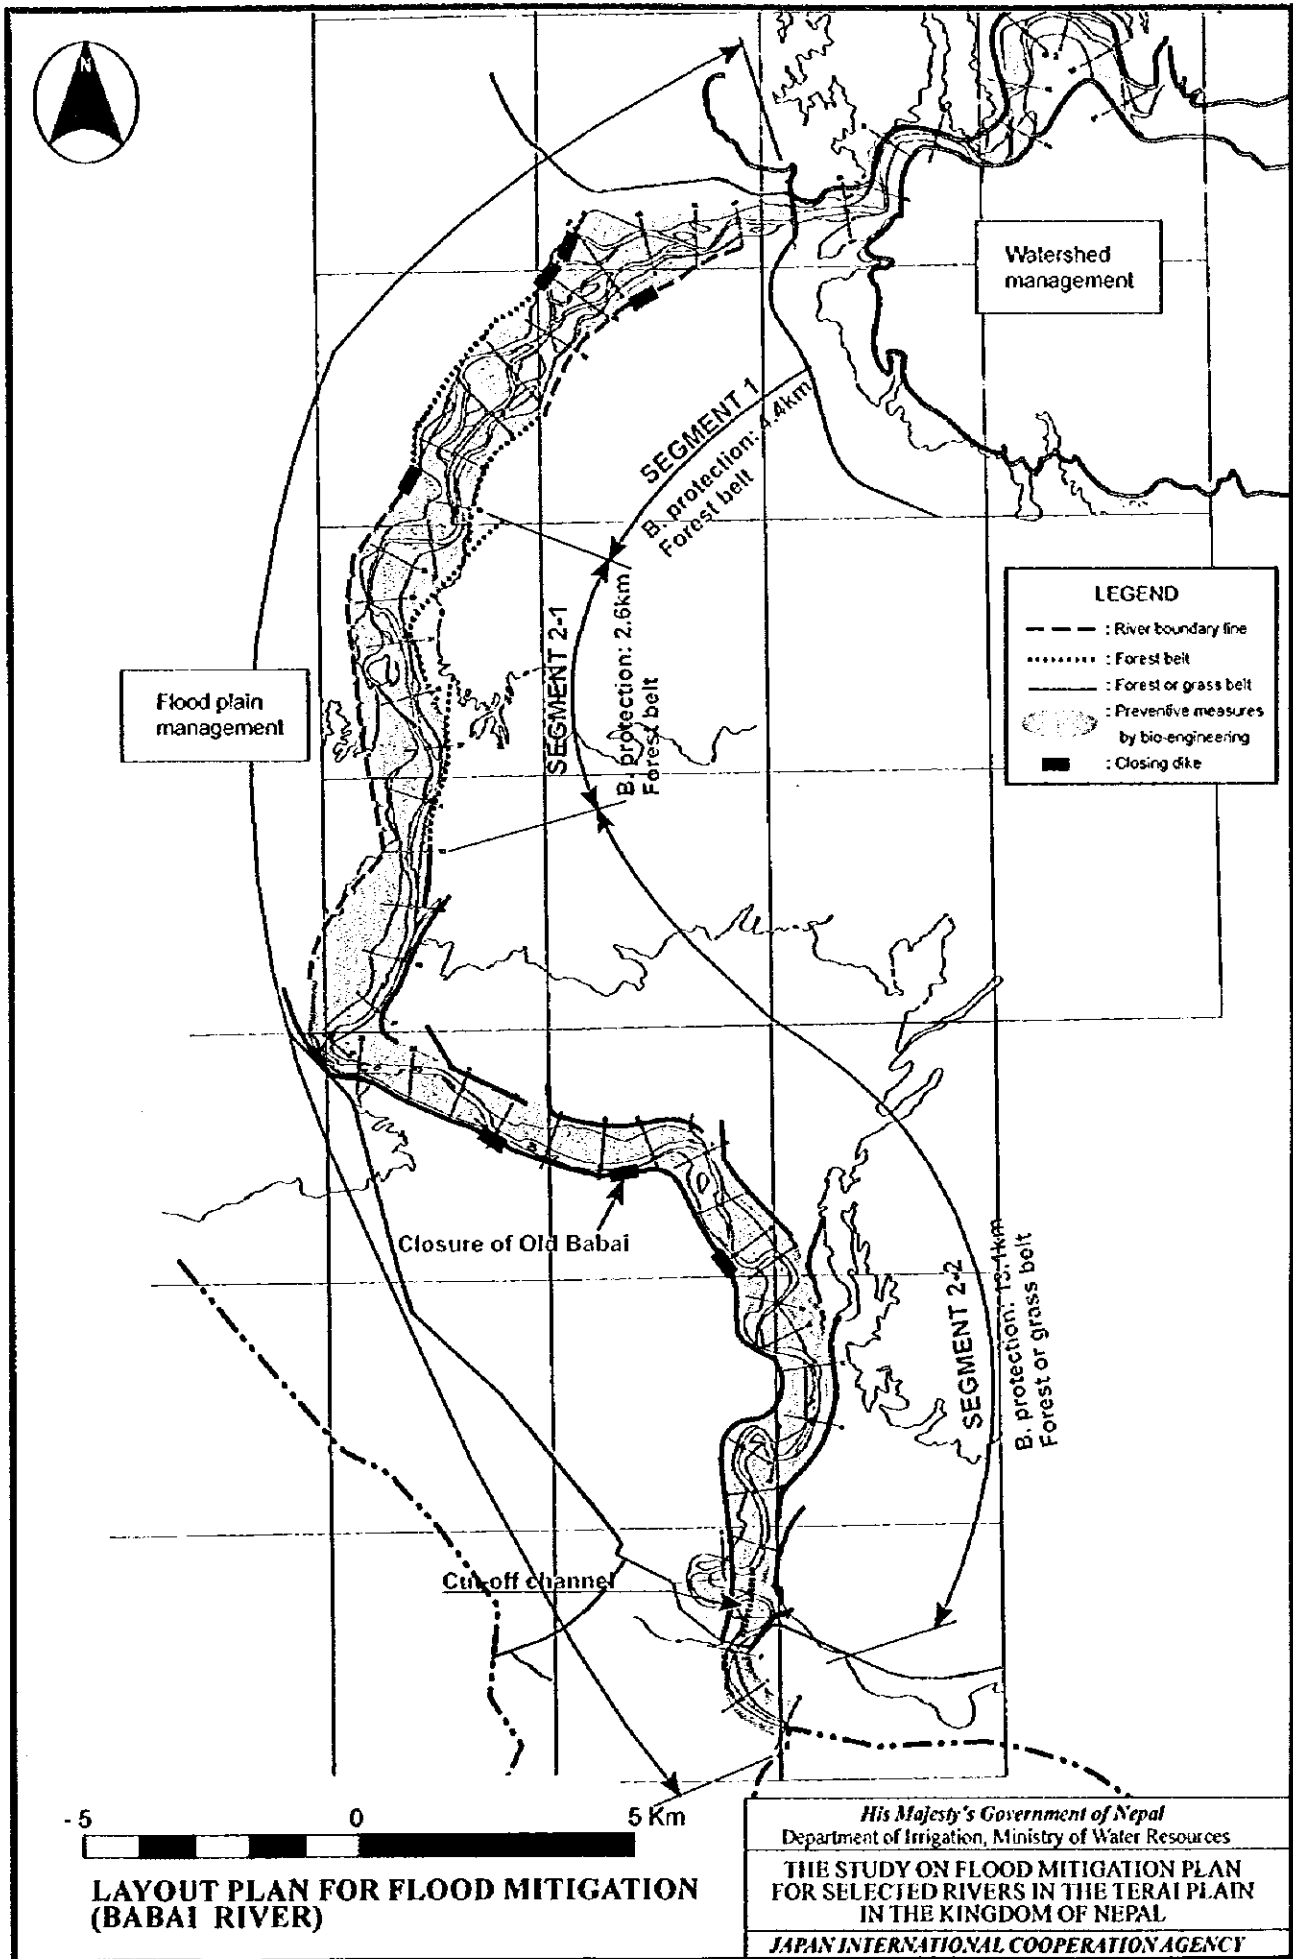 N
Watershed
management
SEGMENT 1
B. protection: 4.4km
Forest belt
LEGEND
: River boundary line
: Forest belt
: Forest or grass belt
: Preventive measures
by bio-engineering
: Closing dike
SEGMENT 2-1
B. protection: 2.6km
Forest belt
Flood plain
management
Closure of Old Babai
SEGMENT 2-2
B. protection: 13.1km
Forest or grass bolt
Cut-off channel
- 5 0 5 Km
LAYOUT PLAN FOR FLOOD MITIGATION
(BABAI RIVER)
His Majesty's Government of Nepal
Department of Irrigation, Ministry of Water Resources
THE STUDY ON FLOOD MITIGATION PLAN
FOR SELECTED RIVERS IN THE TERAI PLAIN
IN THE KINGDOM OF NEPAL
JAPAN INTERNATIONAL COOPERATION AGENCY